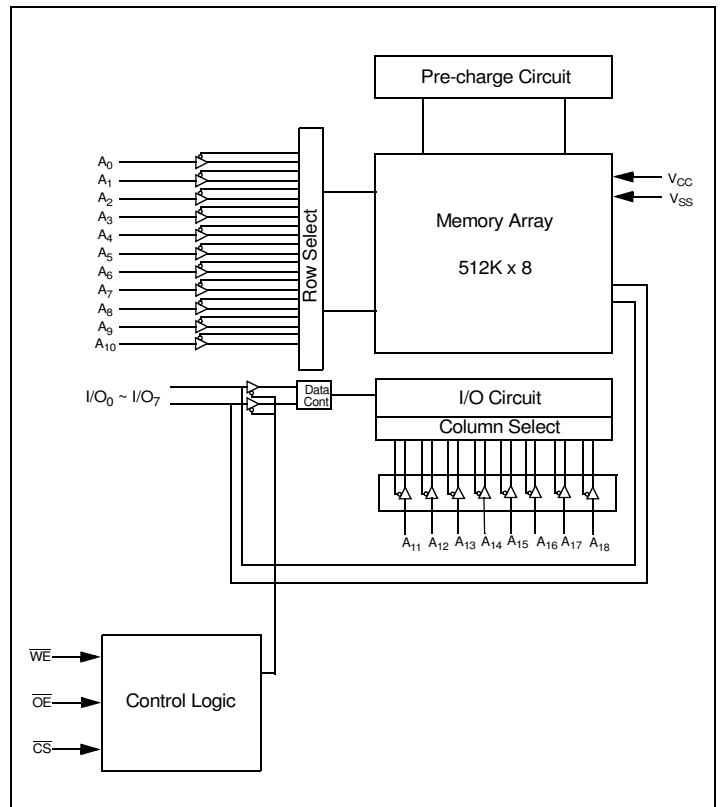 Pre-charge Circuit
A0
A1
A2
A3
A4
A5
A6
A7
A8
A9
A10
Row Select
Memory Array
512K x 8
VCC
VSS
I/O0 ~ I/O7
Data
Cont
I/O Circuit
Column Select
A11 A12 A13 A14 A15 A16 A17 A18
WE
OE
CS
Control Logic